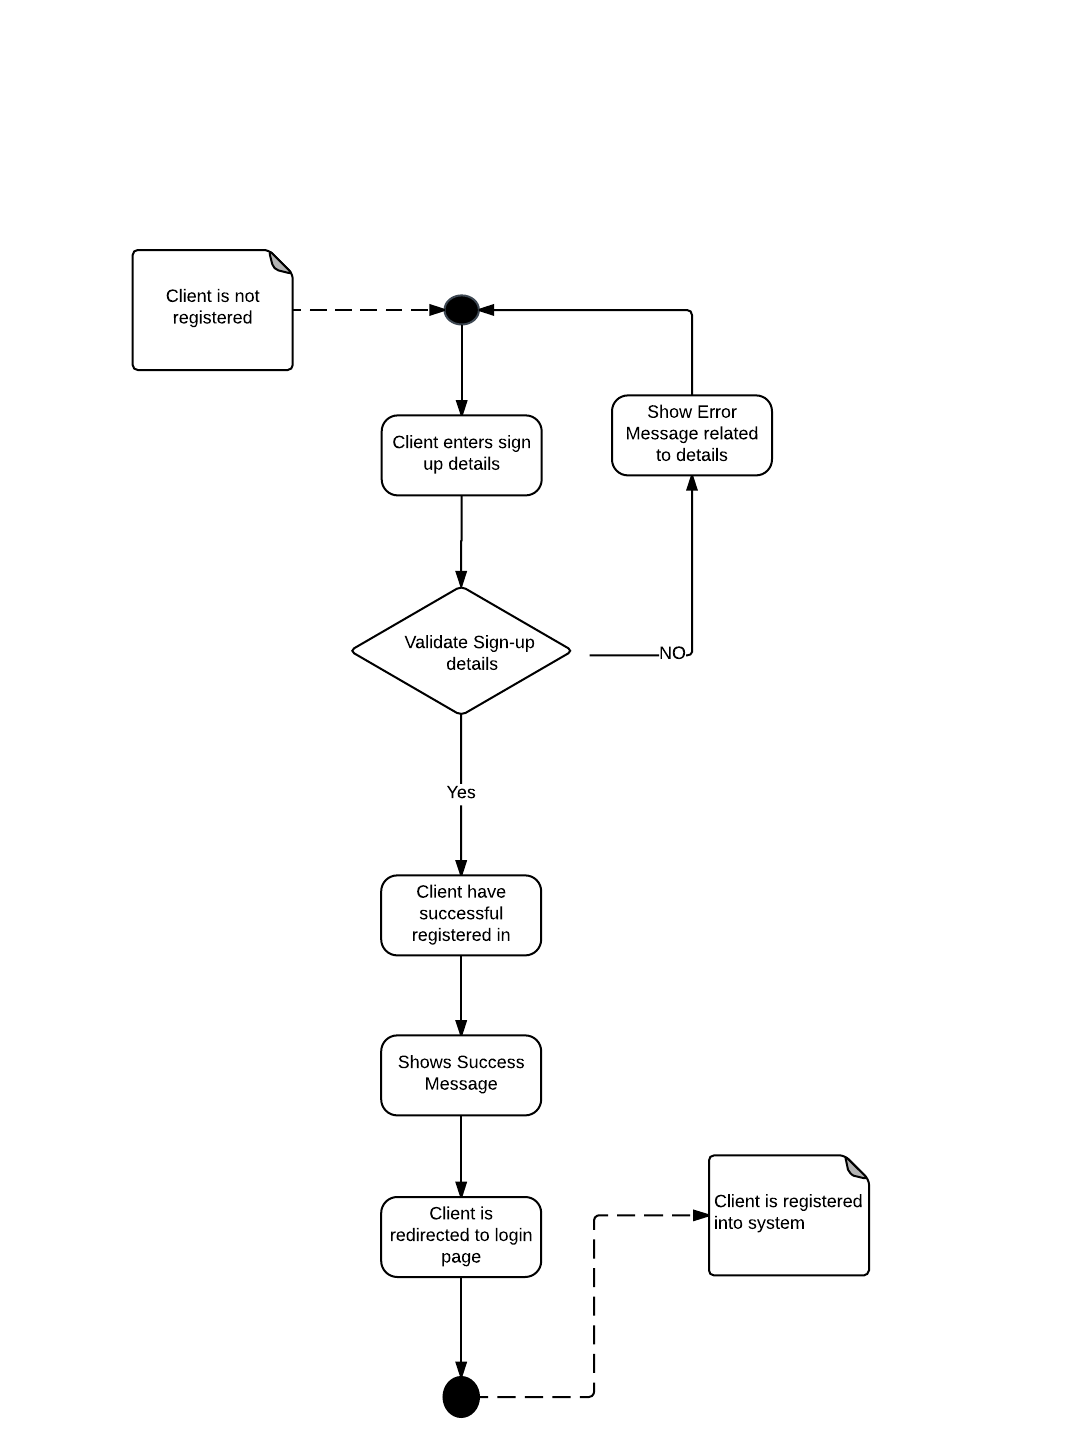 Client is not
registered
Client enters sign
up details
Show Error
Message related
to details
Validate Sign-up
details
NO
Yes
Client have
successful
registered in
Shows Success
Message
Client is
redirected to login
page
Client is registered
into system